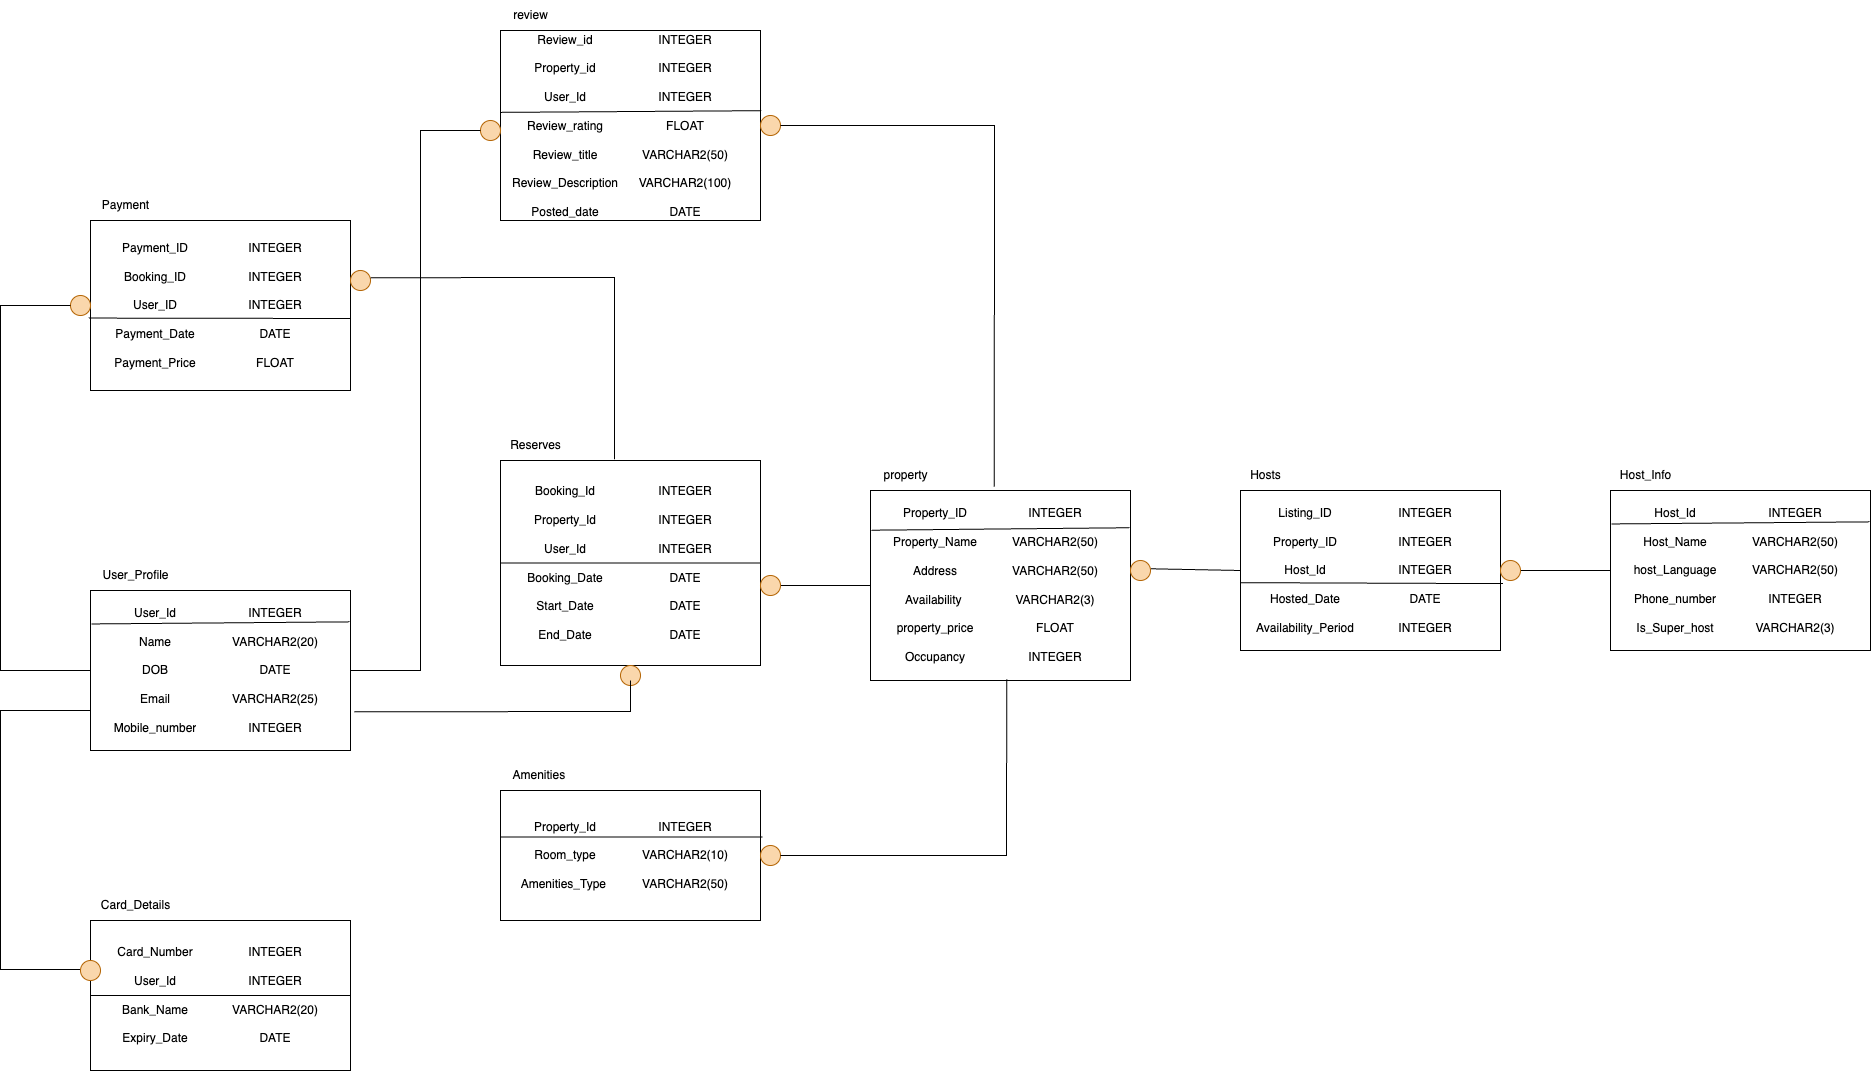 review
Review_id INTEGER
Property_id INTEGER
User_Id INTEGER
Review_rating FLOAT
Review_title VARCHAR2(50)
Review_Description VARCHAR2(100)
Posted_date DATE
Payment
Payment_ID INTEGER
Booking_ID INTEGER
User_ID INTEGER
Payment_Date DATE
Payment_Price FLOAT
Reserves
Booking_Id INTEGER
Property_Id INTEGER
User_Id INTEGER
Booking_Date DATE
Start_Date DATE
End_Date DATE
property
Property_ID INTEGER
Property_Name VARCHAR2(50)
Address VARCHAR2(50)
Availability VARCHAR2(3)
property_price FLOAT
Occupancy INTEGER
Hosts
Listing_ID INTEGER
Property_ID INTEGER
Host_Id INTEGER
Hosted_Date DATE
Availability_Period INTEGER
Host_Info
Host_Id INTEGER
Host_Name VARCHAR2(50)
host_Language VARCHAR2(50)
Phone_number INTEGER
Is_Super_host VARCHAR2(3)
User_Profile
User_Id INTEGER
Name VARCHAR2(20)
DOB DATE
Email VARCHAR2(25)
Mobile_number INTEGER
Amenities
Property_Id INTEGER
Room_type VARCHAR2(10)
Amenities_Type VARCHAR2(50)
Card_Details
Card_Number INTEGER
User_Id INTEGER
Bank_Name VARCHAR2(20)
Expiry_Date DATE